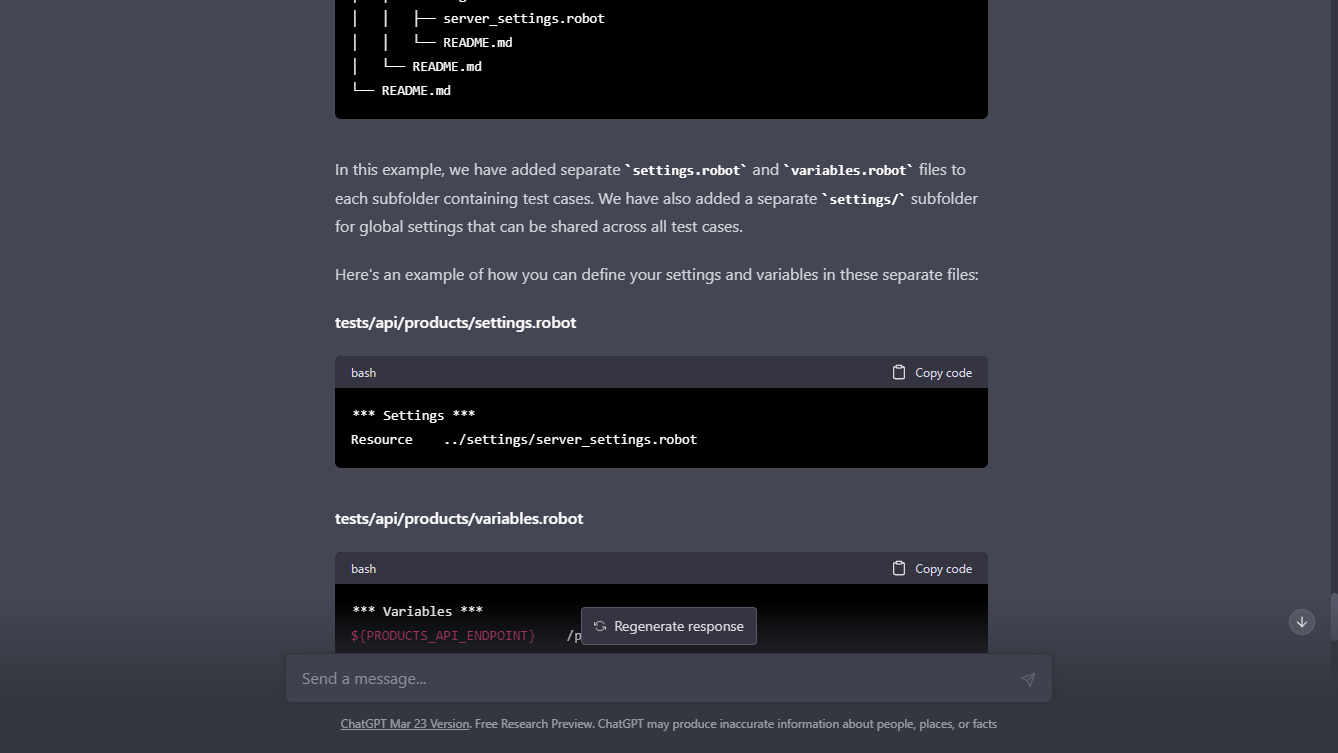 │   │   ├── server_settings.robot
│   │   └── README.md
│   └── README.md
└── README.md
In this example, we have added separate `settings.robot` and `variables.robot` files to
each subfolder containing test cases. We have also added a separate `settings/` subfolder
for global settings that can be shared across all test cases.
Here's an example of how you can define your settings and variables in these separate files:
tests/api/products/settings.robot
bash Copy code
*** Settings ***
Resource    ../settings/server_settings.robot
tests/api/products/variables.robot
bash Copy code
*** Variables ***
${PRODUCTS_API_ENDPOINT}    /p
Regenerate response
Send a message...
ChatGPT Mar 23 Version. Free Research Preview. ChatGPT may produce inaccurate information about people, places, or facts